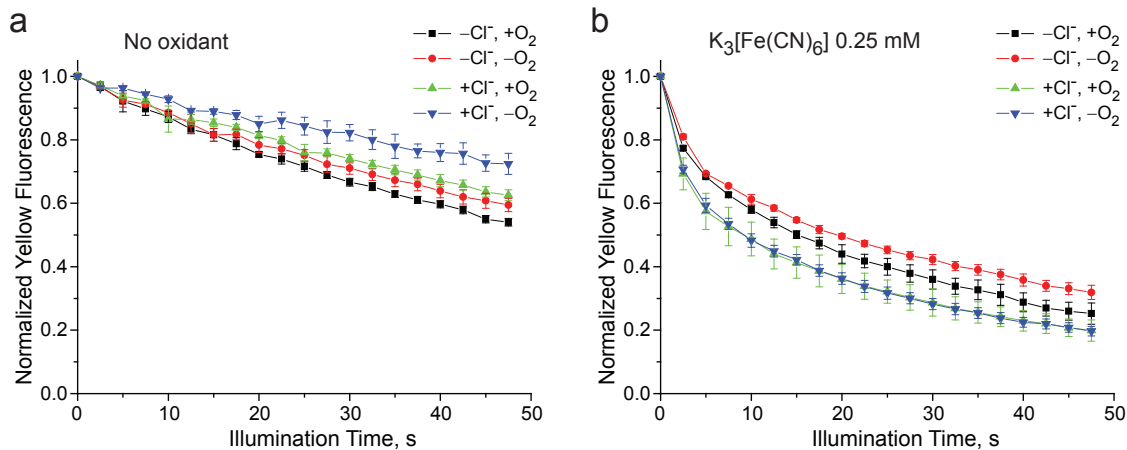 a
No oxidant
–Cl⁻, +O₂
–Cl⁻, –O₂
+Cl⁻, +O₂
+Cl⁻, –O₂
1.0
0.8
0.6
0.4
0.2
0.0
Normalized Yellow Fluorescence
0 10 20 30 40 50
Illumination Time, s
b
K₃[Fe(CN)₆] 0.25 mM
–Cl⁻, +O₂
–Cl⁻, –O₂
+Cl⁻, +O₂
+Cl⁻, –O₂
1.0
0.8
0.6
0.4
0.2
0.0
Normalized Yellow Fluorescence
0 10 20 30 40 50
Illumination Time, s